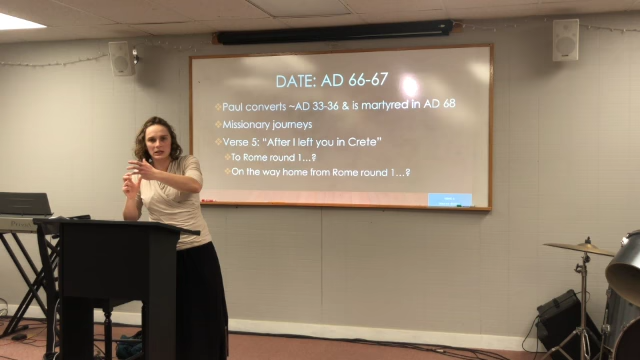 DATE: AD 66-67
Paul converts ~AD 33-36 & is martyred in AD 68
Missionary journeys
Verse 5: "After I left you in Crete"
To Rome round 1...?
On the way home from Rome round 1...?